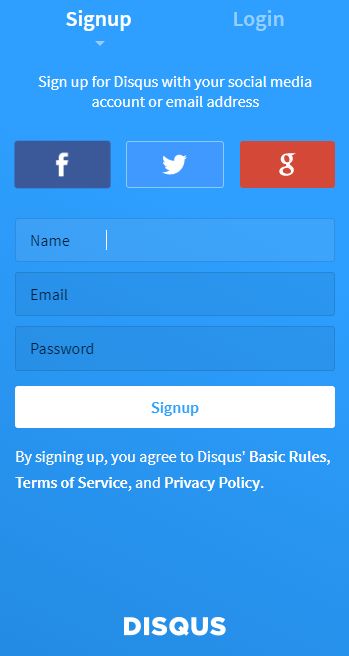 Signup Login
Sign up for Disqus with your social media
account or email address
f
g
Name
Email
Password
Signup
By signing up, you agree to Disqus' Basic Rules,
Terms of Service, and Privacy Policy.
DISQUS